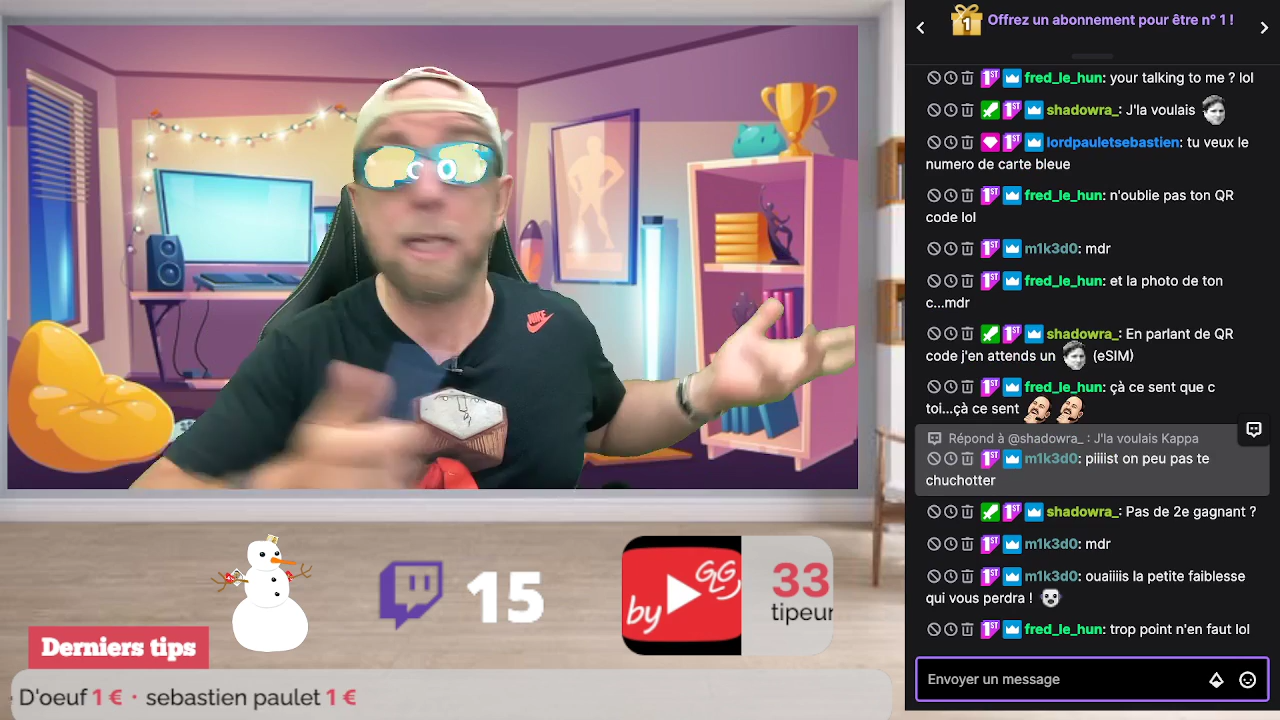 Offrez un abonnement pour être n° 1 !
1
fred_le_hun: your talking to me ? lol
shadowra_: J'la voulais
lordpauletsebastien: tu veux le
numero de carte bleue
fred_le_hun: n'oublie pas ton QR
code lol
m1k3d0: mdr
fred_le_hun: et la photo de ton
c...mdr
shadowra_: En parlant de QR
code j'en attends un (eSIM)
fred_le_hun: çà ce sent que c
toi...çà ce sent
Répond à @shadowra_ : J'la voulais Kappa
m1k3d0: piiiist on peu pas te
chuchotter
shadowra_: Pas de 2e gagnant ?
m1k3d0: mdr
m1k3d0: ouaiiiis la petite faiblesse
qui vous perdra !
fred_le_hun: trop point n'en faut lol
Envoyer un message
NIKE
15
by GG
33
tipeur
Derniers tips
· D'oeuf 1 € · sebastien paulet 1 €